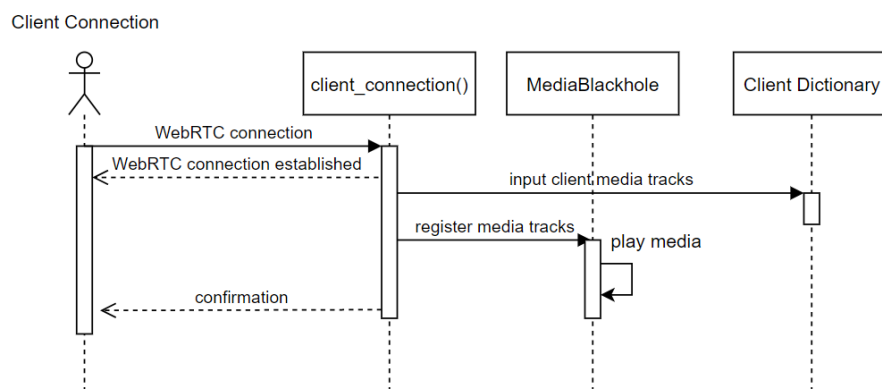 Client Connection
client_connection()
MediaBlackhole
Client Dictionary
WebRTC connection
WebRTC connection established
input client media tracks
register media tracks
play media
confirmation